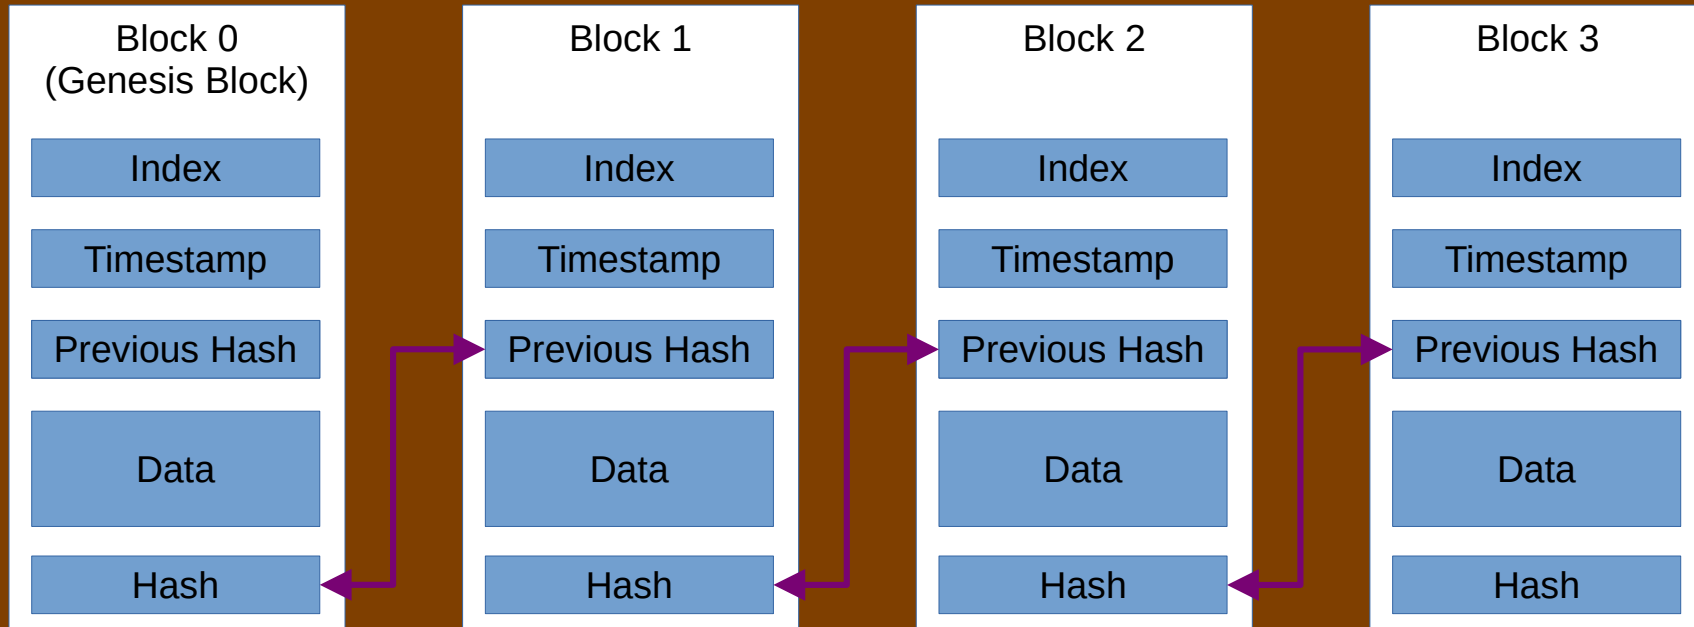 Block 0
(Genesis Block)
Index
Timestamp
Previous Hash
Data
Hash
Block 1
Index
Timestamp
Previous Hash
Data
Hash
Block 2
Index
Timestamp
Previous Hash
Data
Hash
Block 3
Index
Timestamp
Previous Hash
Data
Hash